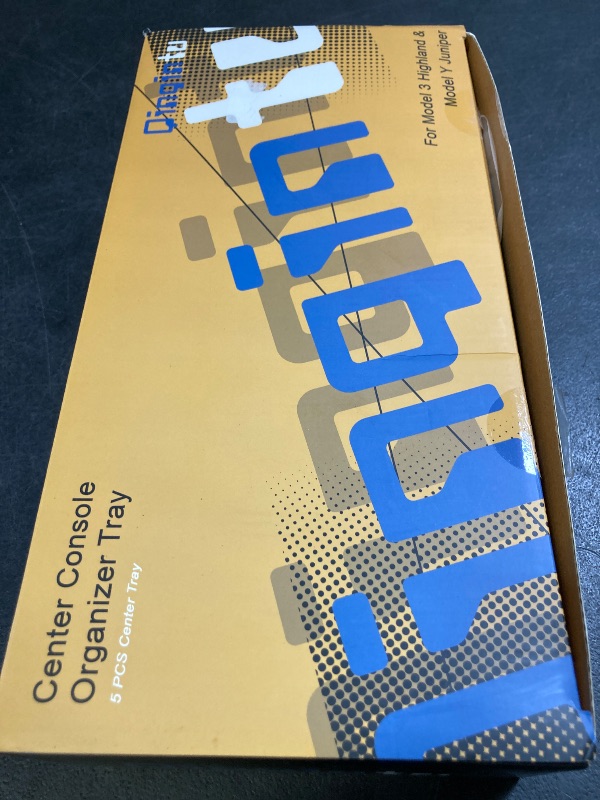 For Model 3 Highland &
Model Y Juniper
Center Console
Organizer Tray
5 PCS Center Tray